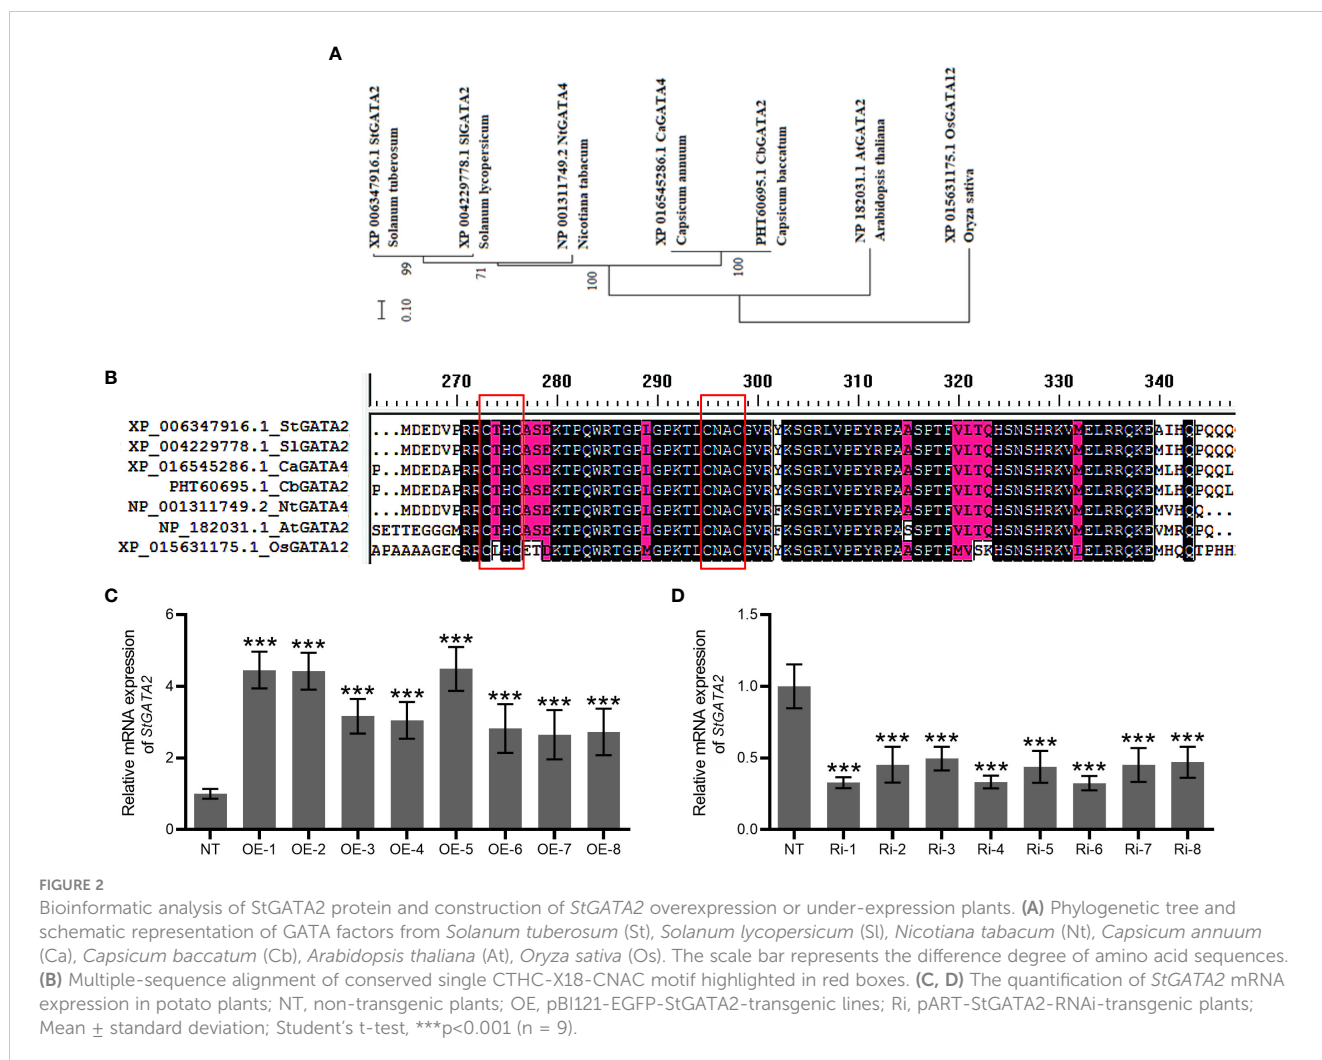 A
XP 006347916.1 StGATA2
Solanum tuberosum
XP 004229778.1 SlGATA2
Solanum lycopersicum
NP 001311749.2 NtGATA4
Nicotiana tabacum
XP 016545286.1 CaGATA4
Capsicum annuum
PHT60695.1 CbGATA2
Capsicum baccatum
NP 182031.1 AtGATA2
Arabidopsis thaliana
XP 015631175.1 OsGATA12
Oryza sativa
99
71
100
100
0.10
B
270 280 290 300 310 320 330 340
XP_006347916.1_StGATA2 ...MDEDVPRRCTHCASEKTPQWRTGPLGPKTLCNACGVRYKSGRLVPEYRPAASPTFVLTQHSNSHRKVMELRRQKEAIHQPQQQ
XP_004229778.1_SlGATA2 ...MDEDVPRRCTHCASEKTPQWRTGPLGPKTLCNACGVRYKSGRLVPEYRPAASPTFVLTQHSNSHRKVMELRRQKEMIHQPQQQ
XP_016545286.1_CaGATA4 P..MDEDAPRRCTHCASEKTPQWRTGPLGPKTLCNACGVRYKSGRLVPEYRPAASPTFVLTQHSNSHRKVMELRRQKEMLHQPQQL
PHT60695.1_CbGATA2 P..MDEDAPRRCTHCASEKTPQWRTGPLGPKTLCNACGVRYKSGRLVPEYRPAASPTFVLTQHSNSHRKVMELRRQKEMLHQPQQL
NP_001311749.2_NtGATA4 ...MDDDVPRRCTHCASEKTPQWRTGPLGPKTLCNACGVRFKSGRLVPEYRPAASPTFVLTQHSNSHRKVMELRRQKEMVHQQ...
NP_182031.1_AtGATA2 SETTEGGGMRRCTHCASEKTPQWRTGPLGPKTLCNACGVRFKSGRLVPEYRPASSPTFVLTQHSNSHRKVMELRRQKEVMRQPQ..
XP_015631175.1_OsGATA12 APAAAAGEGRRCLHCETDKTPQWRTGPMGPKTLCNACGVRYKSGRLVPEYRPAASPTFMVSKHSNSHRKVLELRRQKEMHQQTPHH
C
Relative mRNA expression
of StGATA2
6
4
2
0
*** *** *** *** *** *** *** ***
NT OE-1 OE-2 OE-3 OE-4 OE-5 OE-6 OE-7 OE-8
D
Relative mRNA expression
of StGATA2
1.5
1.0
0.5
0.0
*** *** *** *** *** *** *** ***
NT Ri-1 Ri-2 Ri-3 Ri-4 Ri-5 Ri-6 Ri-7 Ri-8
FIGURE 2
Bioinformatic analysis of StGATA2 protein and construction of StGATA2 overexpression or under-expression plants. (A) Phylogenetic tree and
schematic representation of GATA factors from Solanum tuberosum (St), Solanum lycopersicum (Sl), Nicotiana tabacum (Nt), Capsicum annuum
(Ca), Capsicum baccatum (Cb), Arabidopsis thaliana (At), Oryza sativa (Os). The scale bar represents the difference degree of amino acid sequences.
(B) Multiple-sequence alignment of conserved single CTHC-X18-CNAC motif highlighted in red boxes. (C, D) The quantification of StGATA2 mRNA
expression in potato plants; NT, non-transgenic plants; OE, pBI121-EGFP-StGATA2-transgenic lines; Ri, pART-StGATA2-RNAi-transgenic plants;
Mean ± standard deviation; Student's t-test, ***p<0.001 (n = 9).